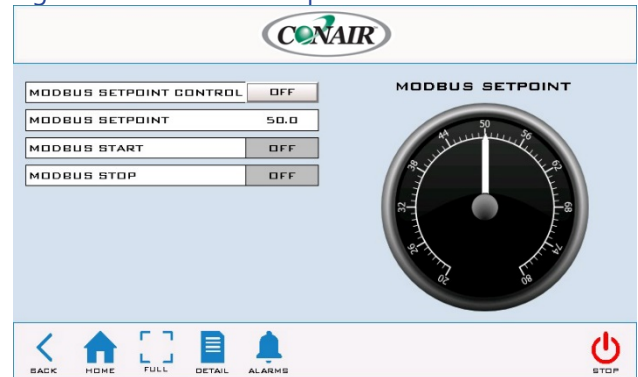 CONAIR
MODBUS SETPOINT CONTROL OFF
MODBUS SETPOINT 50.0
MODBUS START OFF
MODBUS STOP OFF
MODBUS SETPOINT
20
26
32
38
44
50
56
62
68
74
80
BACK HOME FULL DETAIL ALARMS STOP